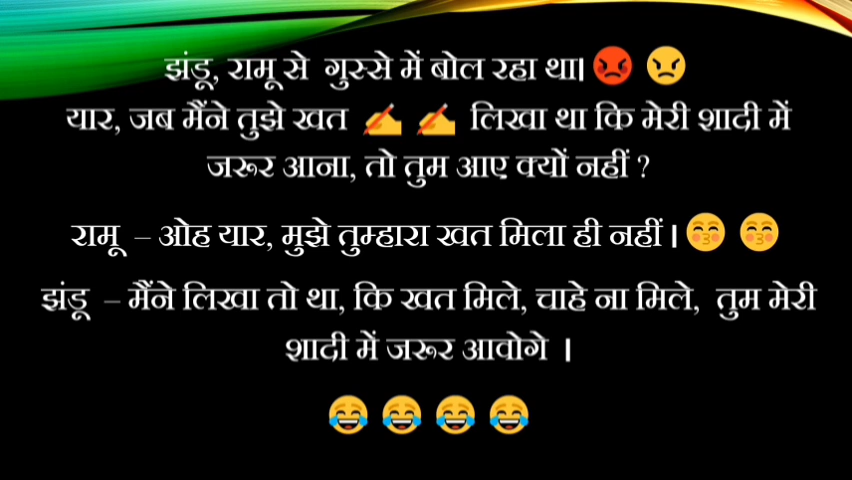 झंडू, रामू से गुस्से में बोल रहा था। 😡 😠
यार, जब मैंने तुझे खत ✍ ✍ लिखा था कि मेरी शादी में
जरूर आना, तो तुम आए क्यों नहीं ?
रामू – ओह यार, मुझे तुम्हारा खत मिला ही नहीं । 😚 😚
झंडू – मैंने लिखा तो था, कि खत मिले, चाहे ना मिले, तुम मेरी
शादी में जरूर आवोगे ।
😂 😂 😂 😂